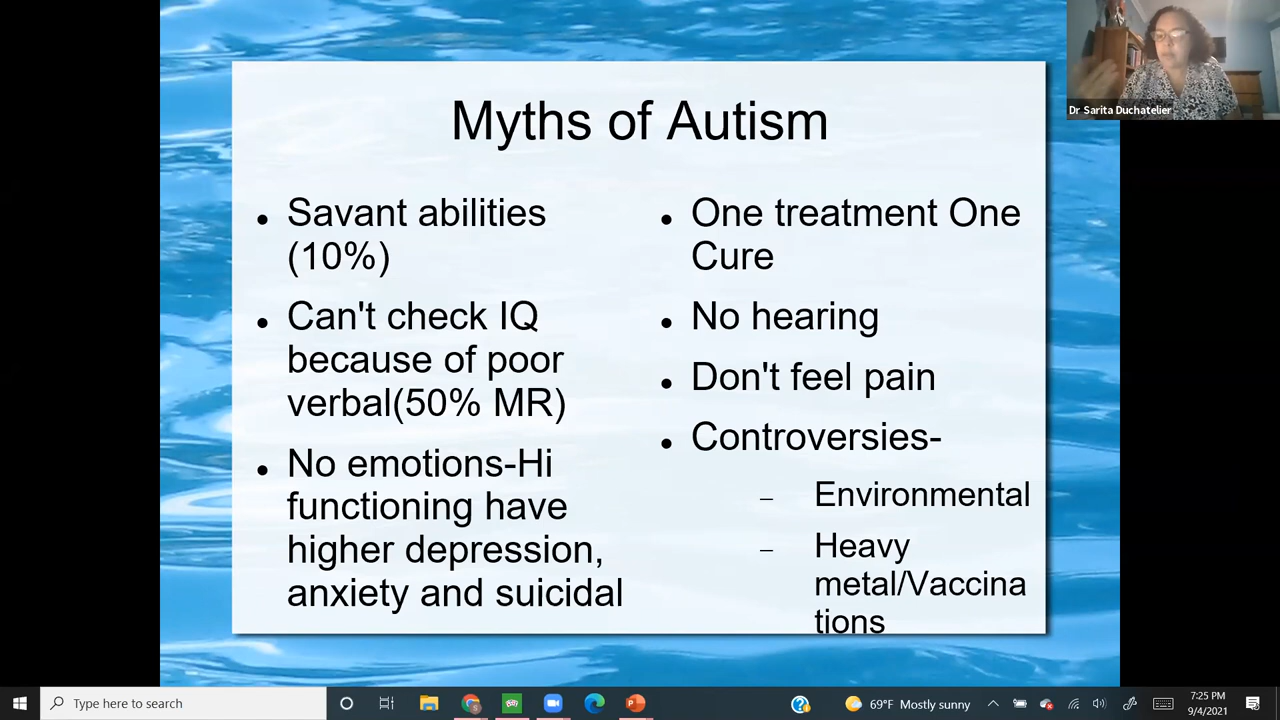 Dr Sarita Duchatelier
Myths of Autism
Savant abilities
(10%)
Can't check IQ
because of poor
verbal(50% MR)
No emotions-Hi
functioning have
higher depression,
anxiety and suicidal
One treatment One
Cure
No hearing
Don't feel pain
Controversies-
– Environmental
– Heavy
metal/Vaccina
tions
Type here to search
69°F Mostly sunny
7:25 PM
9/4/2021